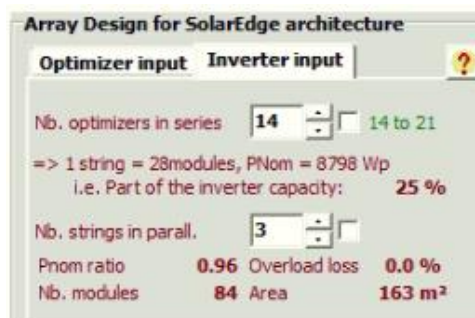 Array Design for SolarEdge architecture
Optimizer input Inverter input ?
Nb. optimizers in series 14 14 to 21
=> 1 string = 28modules, PNom = 8798 Wp
i.e. Part of the inverter capacity: 25 %
Nb. strings in parall. 3
Pnom ratio 0.96 Overload loss 0.0 %
Nb. modules 84 Area 163 m²